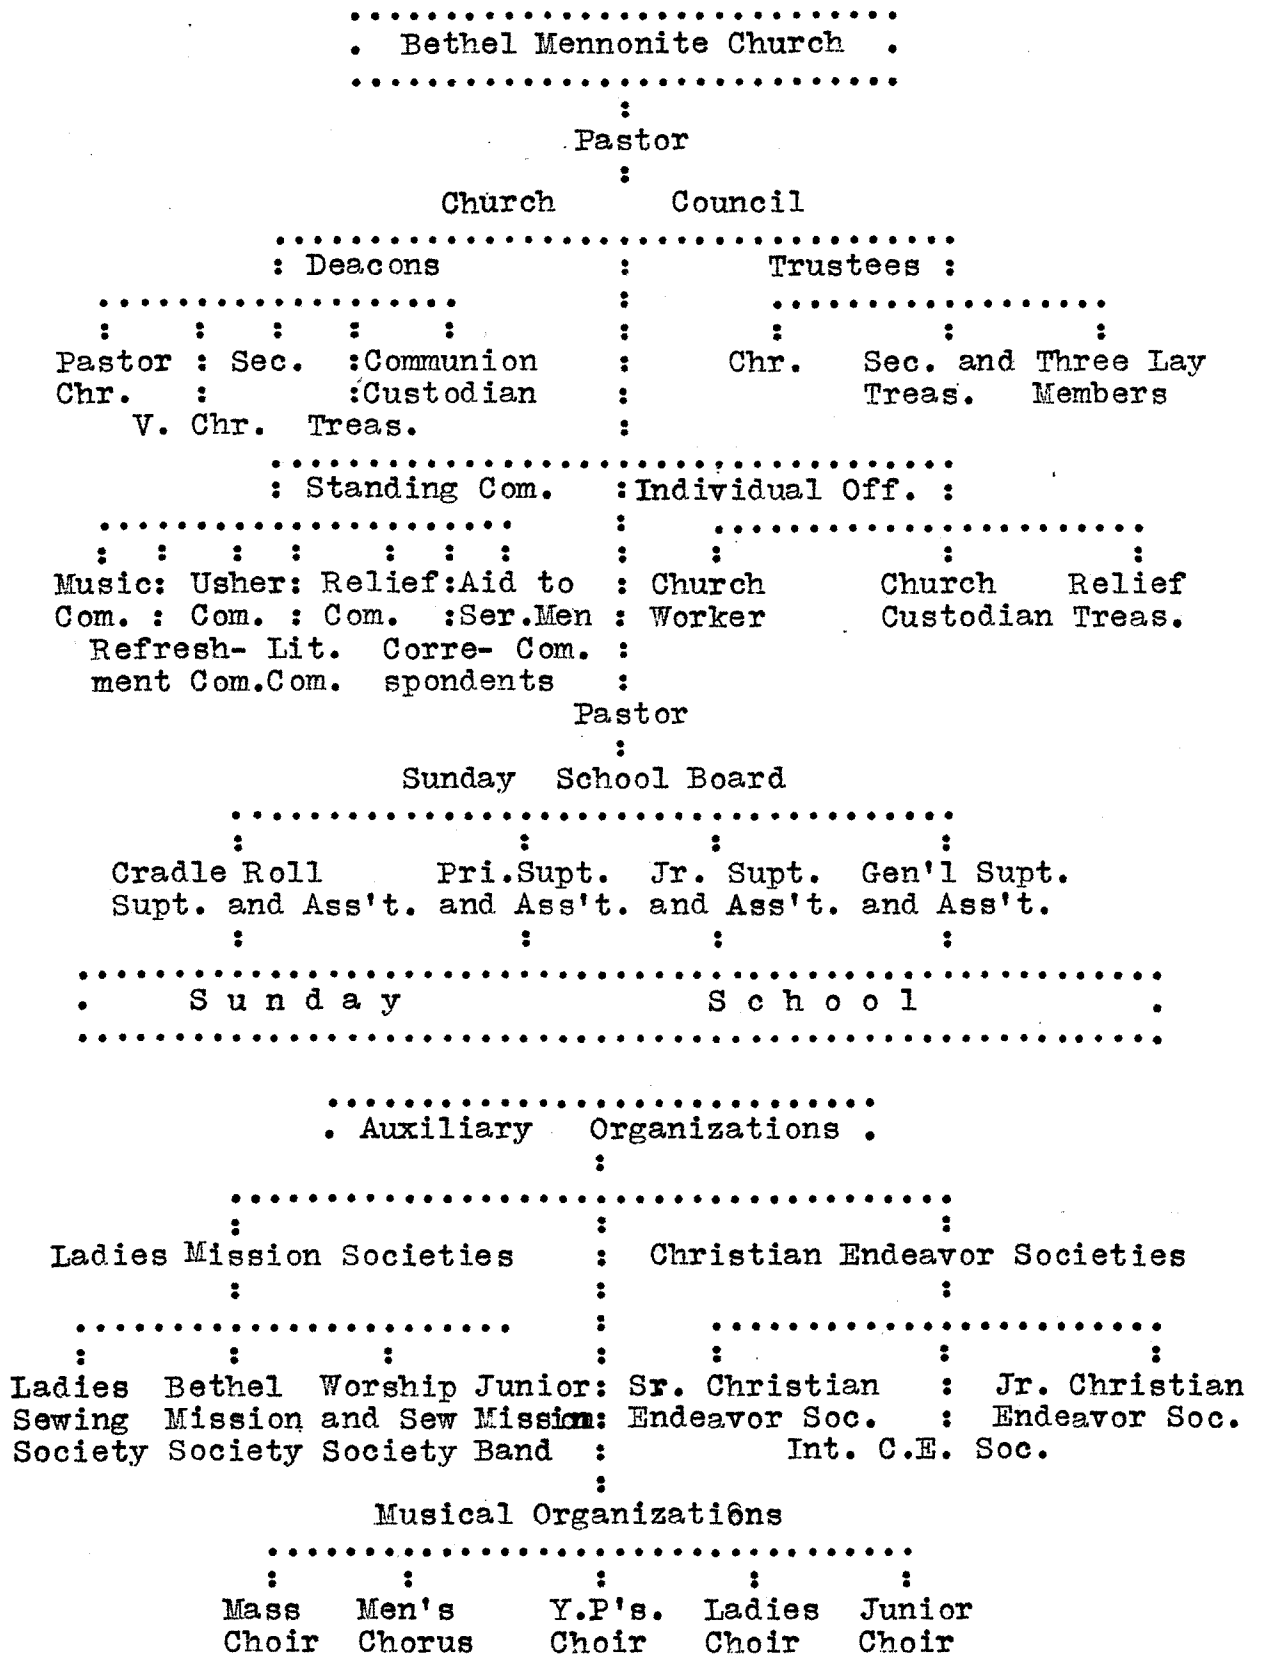 Bethel Mennonite Church
Pastor
Church Council
Deacons Trustees
Pastor Sec. Communion Chr. Sec. and Three Lay
Chr. Custodian Treas. Members
V. Chr. Treas.
Standing Com. Individual Off.
Music Usher Relief Aid to Church Church Relief
Com. Com. Com. Ser.Men Worker Custodian Treas.
Refresh- Lit. Corre- Com.
ment Com.Com. spondents
Pastor
Sunday School Board
Cradle Roll Pri.Supt. Jr. Supt. Gen'l Supt.
Supt. and Ass't. and Ass't. and Ass't. and Ass't.
S u n d a y S c h o o l
Auxiliary Organizations
Ladies Mission Societies Christian Endeavor Societies
Ladies Bethel Worship Junior Sr. Christian Jr. Christian
Sewing Mission and Sew Mission Endeavor Soc. Endeavor Soc.
Society Society Society Band Int. C.E. Soc.
Musical Organizations
Mass Men's Y.P's. Ladies Junior
Choir Chorus Choir Choir Choir